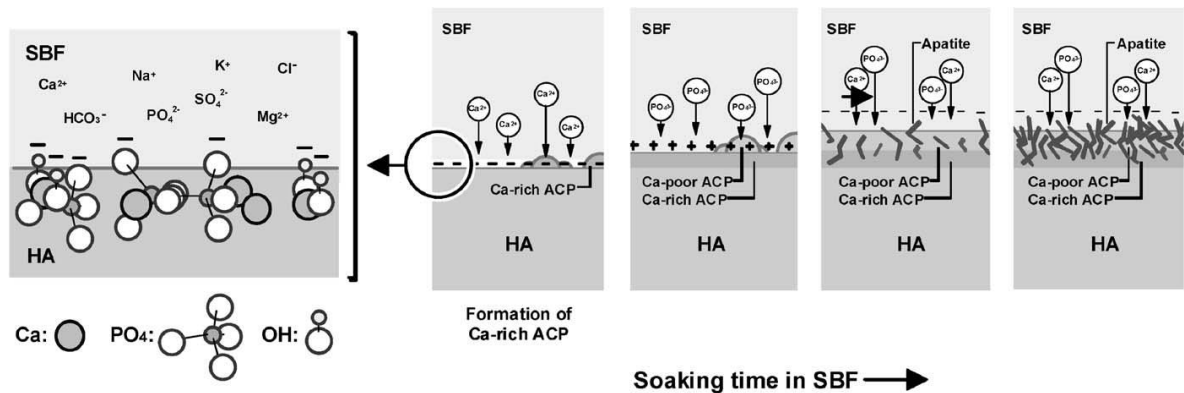 SBF
Ca²⁺ Na⁺ K⁺ Cl⁻
HCO₃⁻ PO₄²⁻ SO₄²⁻ Mg²⁺
HA
Ca: PO₄: OH:
SBF
Ca²⁺ Ca²⁺ Ca²⁺ Ca²⁺
Ca-rich ACP
HA
Formation of
Ca-rich ACP
SBF
PO₄³⁻ PO₄³⁻ PO₄³⁻ PO₄³⁻
Ca-poor ACP
Ca-rich ACP
HA
SBF
Apatite
Ca²⁺ PO₄³⁻ PO₄³⁻ Ca²⁺
Ca-poor ACP
Ca-rich ACP
HA
SBF
Apatite
Ca²⁺ PO₄³⁻ PO₄³⁻ Ca²⁺
Ca-poor ACP
Ca-rich ACP
HA
Soaking time in SBF